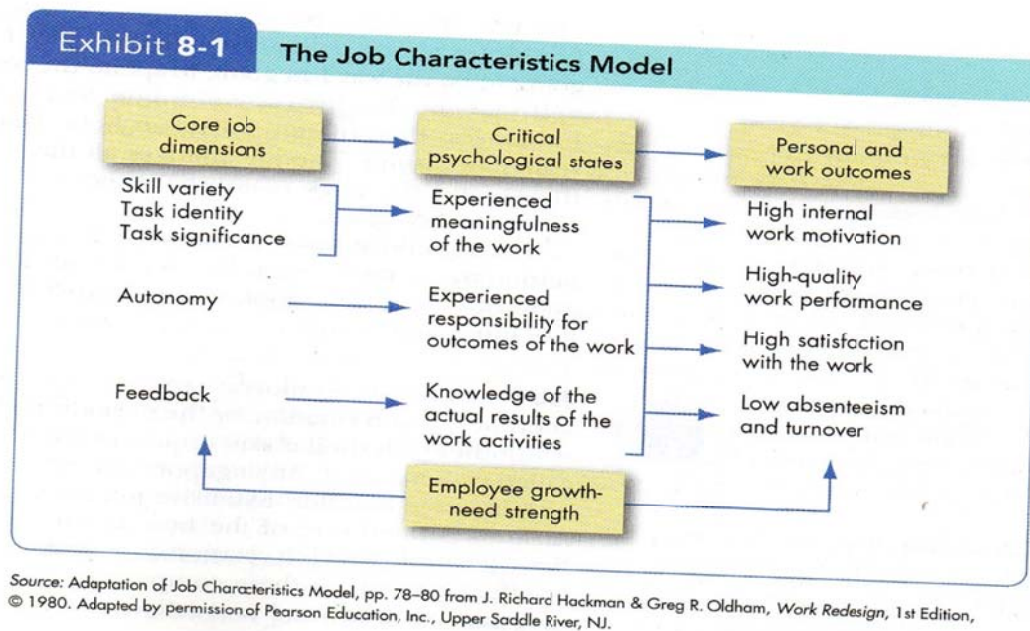 Exhibit 8-1
The Job Characteristics Model
Core job
dimensions
Critical
psychological states
Personal and
work outcomes
Skill variety
Task identity
Task significance
Experienced
meaningfulness
of the work
High internal
work motivation
High-quality
work performance
Autonomy
Experienced
responsibility for
outcomes of the work
High satisfaction
with the work
Feedback
Knowledge of the
actual results of the
work activities
Low absenteeism
and turnover
Employee growth-
need strength
Source: Adaptation of Job Characteristics Model, pp. 78–80 from J. Richard Hackman & Greg R. Oldham, Work Redesign, 1st Edition,
© 1980. Adapted by permission of Pearson Education, Inc., Upper Saddle River, NJ.